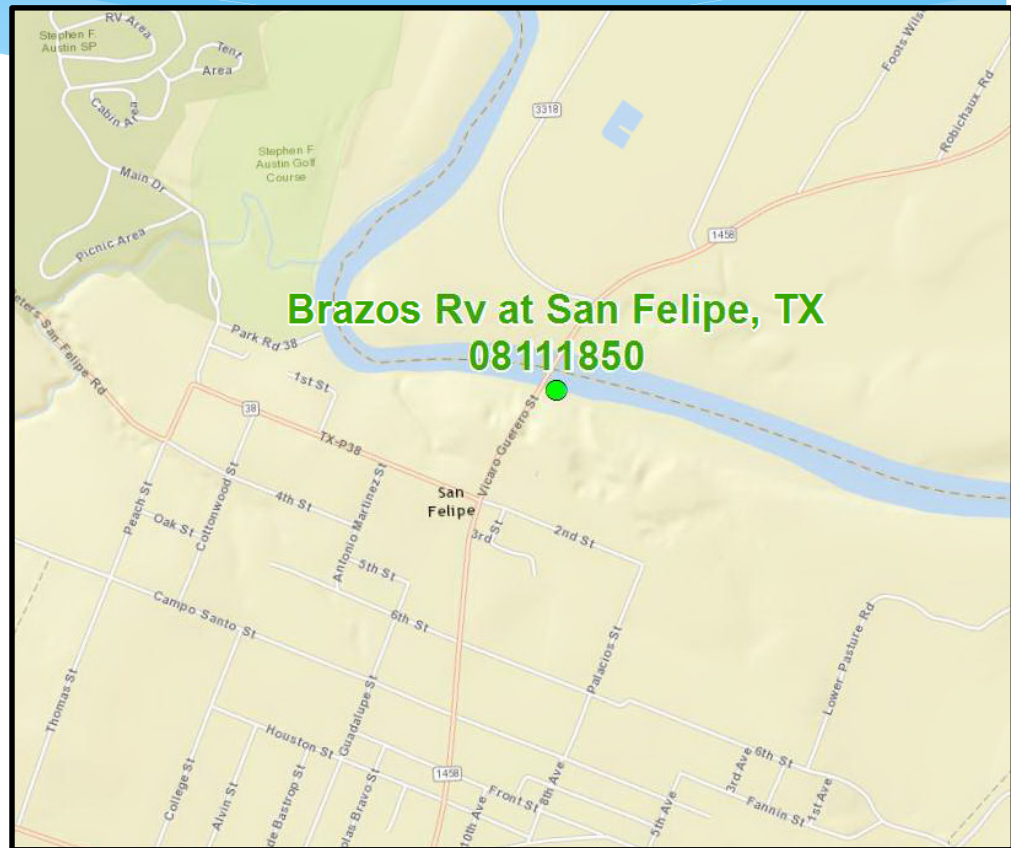 RV Area
Stephen F.
Austin SP
Tent
Area
Cabin Area
Foots Wils
Robichaux Rd
3318
Stephen F
Austin Golf
Course
Main Dr
Picnic Area
1458
Brazos Rv at San Felipe, TX
08111850
eters San Felipe Rd
Park Rd 38
1st St
38
TX-P38
Vicaro Guerero St
San
Felipe
Peach St
Cottonwood St
4th St
Oak St
Antonio Martinez St
3rd St
2nd St
5th St
Campo Santo St
6th St
Palacios St
Lower Pasture Rd
Thomas St
Guadalupe St
Houston St
College St
Alvin St
de Bastrop St
olas Bravo St
1458
Front St
10th Ave
8th Ave
5th Ave
3rd Ave
6th St
1st Ave
Fannin St